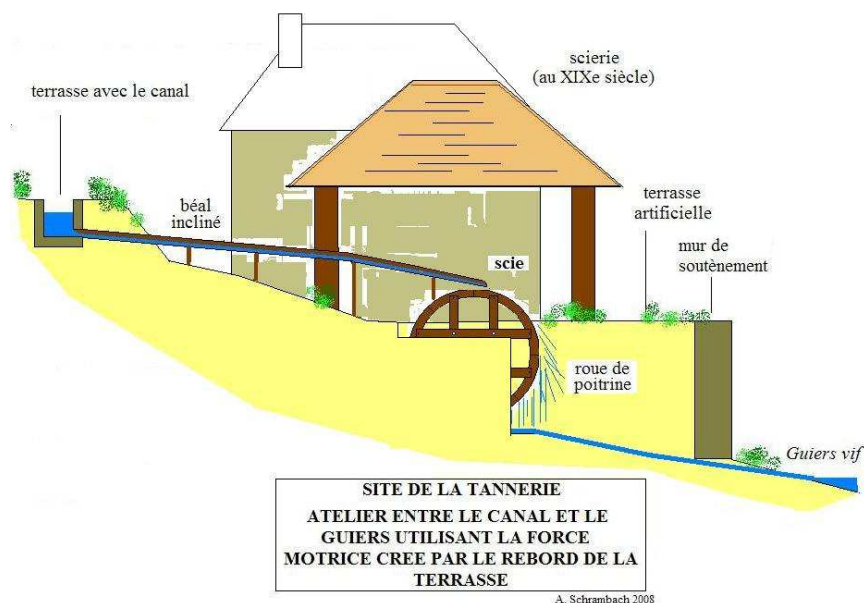 scierie
(au XIXe siècle)
terrasse avec le canal
béal
incliné
terrasse
artificielle
mur de
soutènement
scie
roue de
poitrine
Guiers vif
SITE DE LA TANNERIE
ATELIER ENTRE LE CANAL ET LE
GUIERS UTILISANT LA FORCE
MOTRICE CREE PAR LE REBORD DE LA
TERRASSE
A. Schrambach 2008